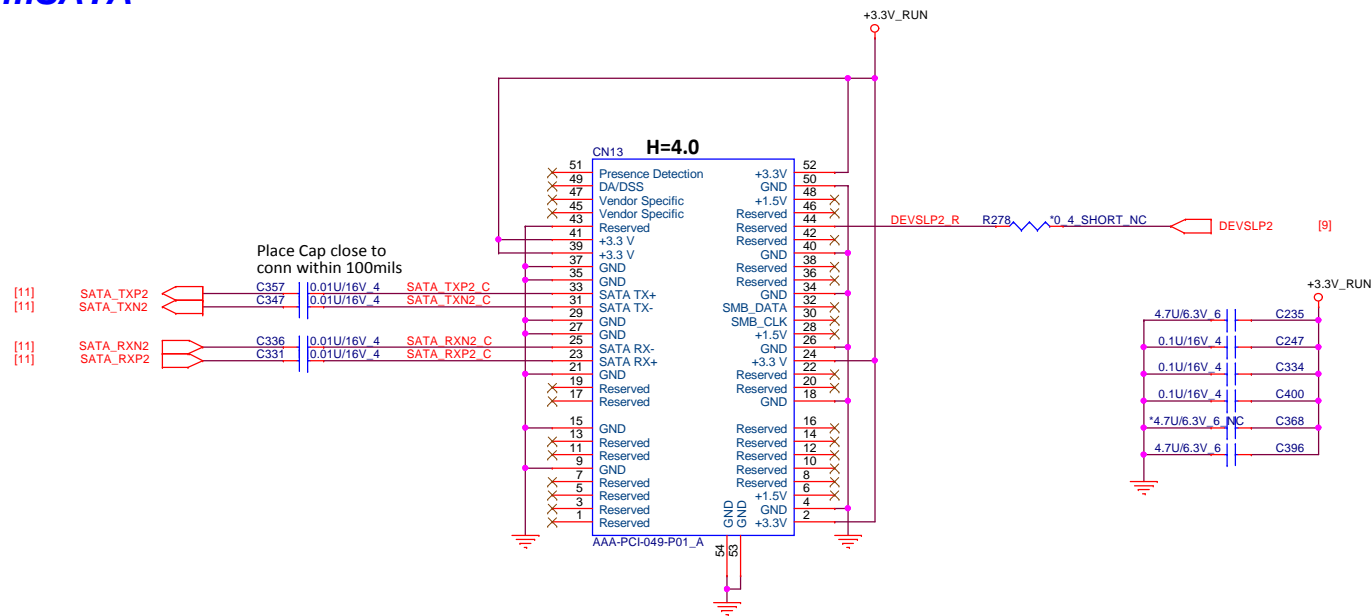 mSATA
+3.3V_RUN
CN13
H=4.0
51 Presence Detection +3.3V 52
49 DA/DSS GND 50
47 Vendor Specific +1.5V 48
45 Vendor Specific Reserved 46
43 Reserved Reserved 44 DEVSLP2_R R278 *0_4_SHORT_NC DEVSLP2 [9]
41 +3.3 V Reserved 42
39 +3.3 V GND 40
Place Cap close to
conn within 100mils
37 GND Reserved 38
35 GND Reserved 36
[11] SATA_TXP2 C357 0.01U/16V_4 SATA_TXP2_C 33 SATA TX+ GND 34
[11] SATA_TXN2 C347 0.01U/16V_4 SATA_TXN2_C 31 SATA TX- SMB_DATA 32
29 GND SMB_CLK 30
27 GND +1.5V 28
[11] SATA_RXN2 C336 0.01U/16V_4 SATA_RXN2_C 25 SATA RX- GND 26
[11] SATA_RXP2 C331 0.01U/16V_4 SATA_RXP2_C 23 SATA RX+ +3.3 V 24
21 GND Reserved 22
19 Reserved Reserved 20
17 Reserved GND 18
15 GND Reserved 16
13 Reserved Reserved 14
11 Reserved Reserved 12
9 GND Reserved 10
7 Reserved Reserved 8
5 Reserved +1.5V 6
3 Reserved GND 4
1 Reserved +3.3V 2
GND GND
AAA-PCI-049-P01_A
54 53
+3.3V_RUN
4.7U/6.3V_6 C235
0.1U/16V_4 C247
0.1U/16V_4 C334
0.1U/16V_4 C400
*4.7U/6.3V_6_NC C368
4.7U/6.3V_6 C396